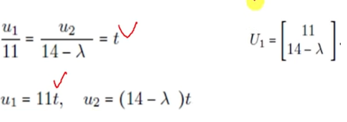 u₁/11 = u₂/(14 − λ) = t    U₁ = [11; 14 − λ].
u₁ = 11t,    u₂ = (14 − λ )t